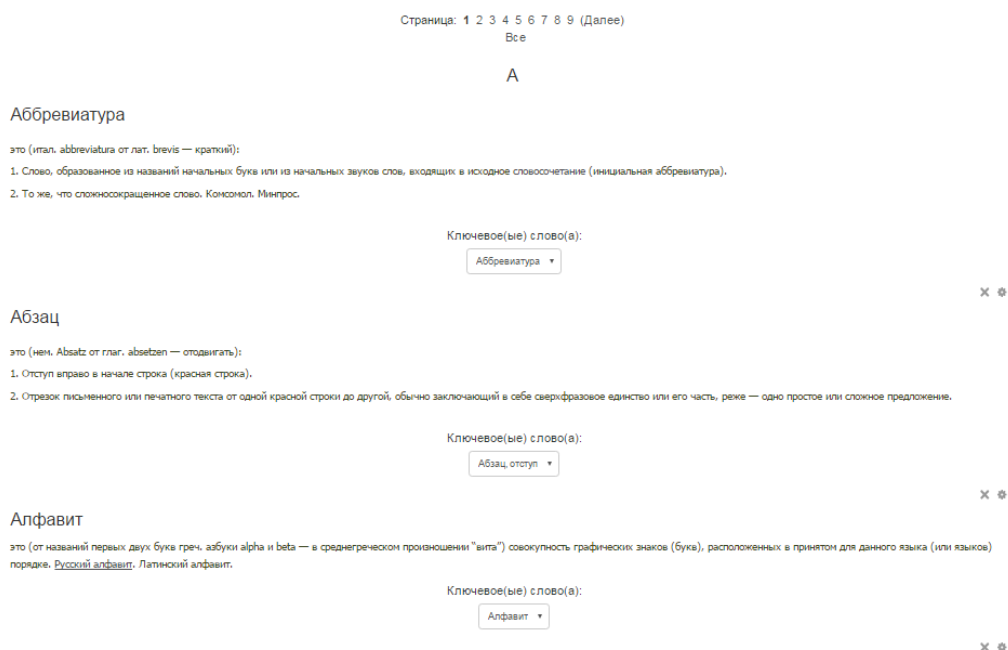 Страница: 1 2 3 4 5 6 7 8 9 (Далее)
Все
А
Аббревиатура
это (итал. abbreviatura от лат. brevis — краткий):
1. Слово, образованное из названий начальных букв или из начальных звуков слов, входящих в исходное словосочетание (инициальная аббревиатура).
2. То же, что сложносокращенное слово. Комсомол. Минпрос.
Ключевое(ые) слово(а):
Аббревиатура
Абзац
это (нем. Absatz от глаг. absetzen — отодвигать):
1. Отступ вправо в начале строка (красная строка).
2. Отрезок письменного или печатного текста от одной красной строки до другой, обычно заключающий в себе сверхфразовое единство или его часть, реже — одно простое или сложное предложение.
Ключевое(ые) слово(а):
Абзац, отступ
Алфавит
это (от названий первых двух букв греч. азбуки alpha и beta — в среднегреческом произношении "вита") совокупность графических знаков (букв), расположенных в принятом для данного языка (или языков)
порядке. Русский алфавит. Латинский алфавит.
Ключевое(ые) слово(а):
Алфавит